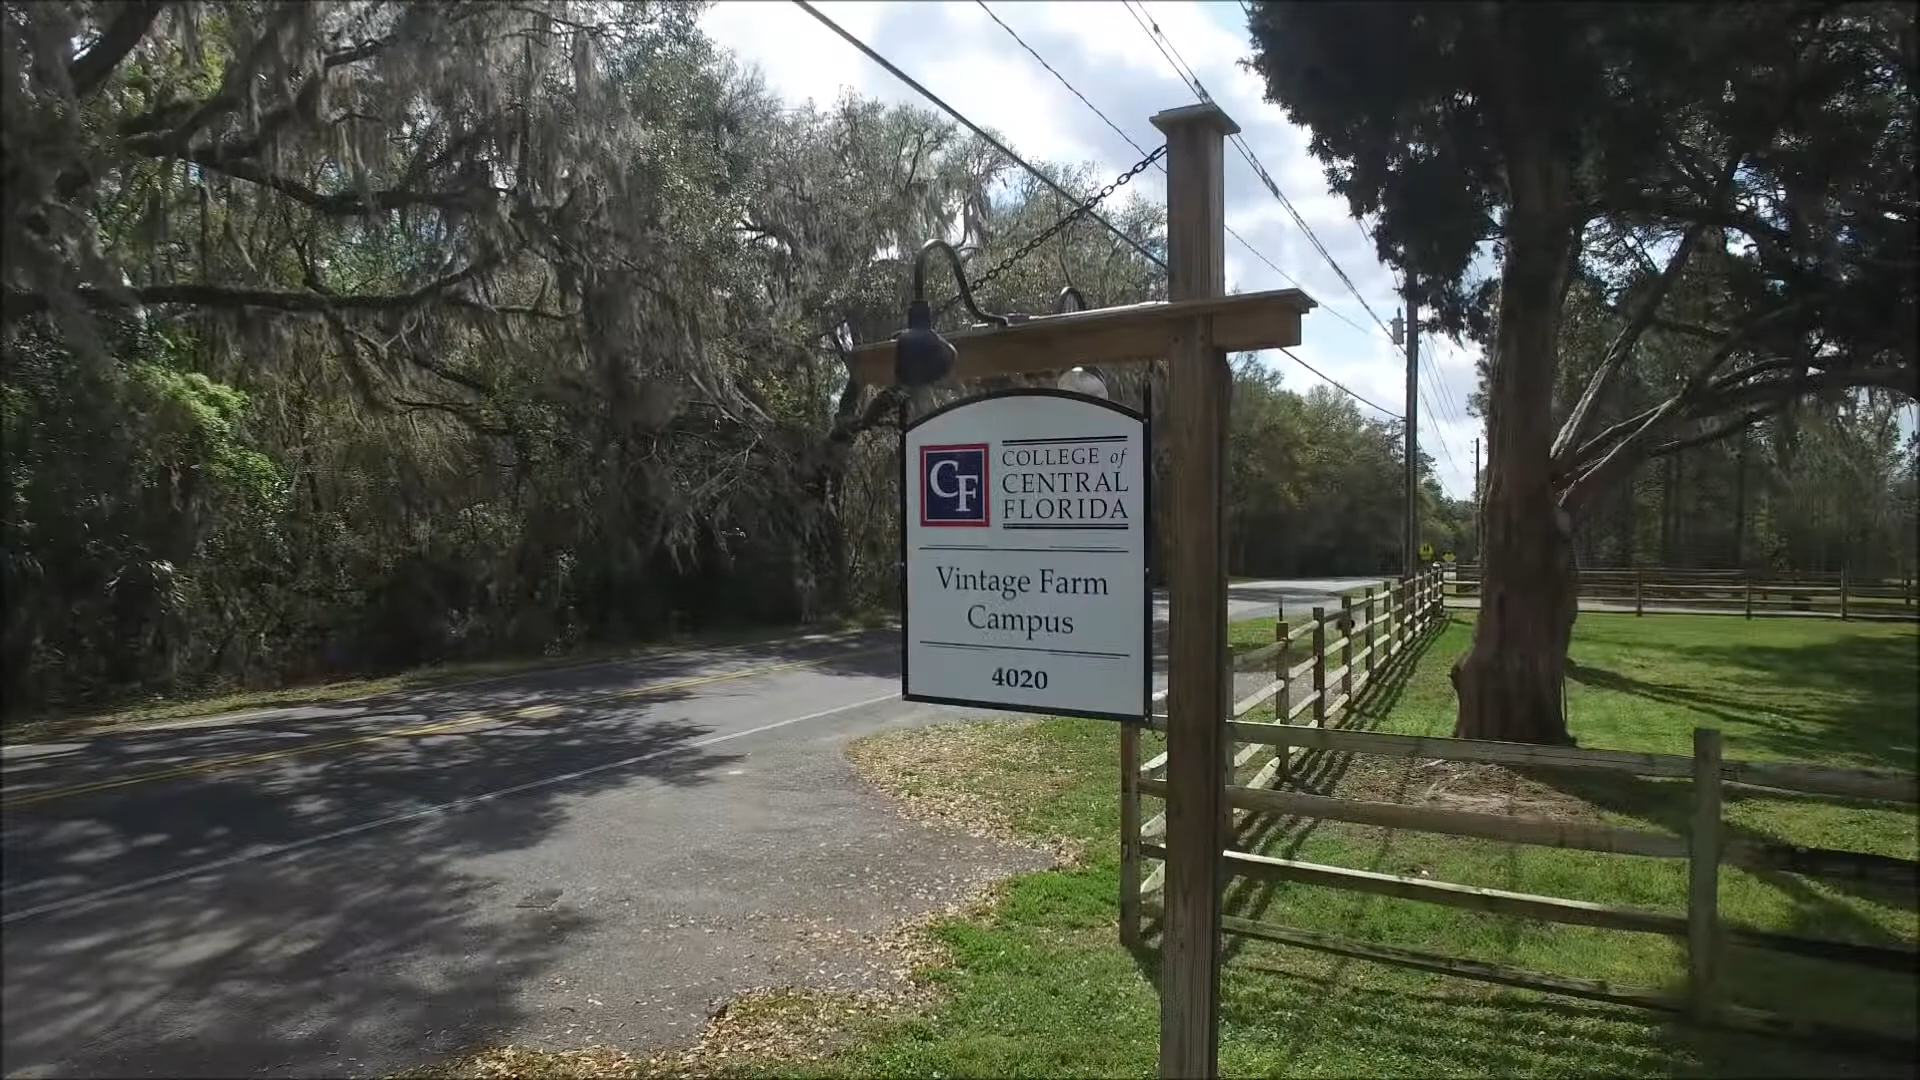 CF
COLLEGE of
CENTRAL
FLORIDA
Vintage Farm
Campus
4020